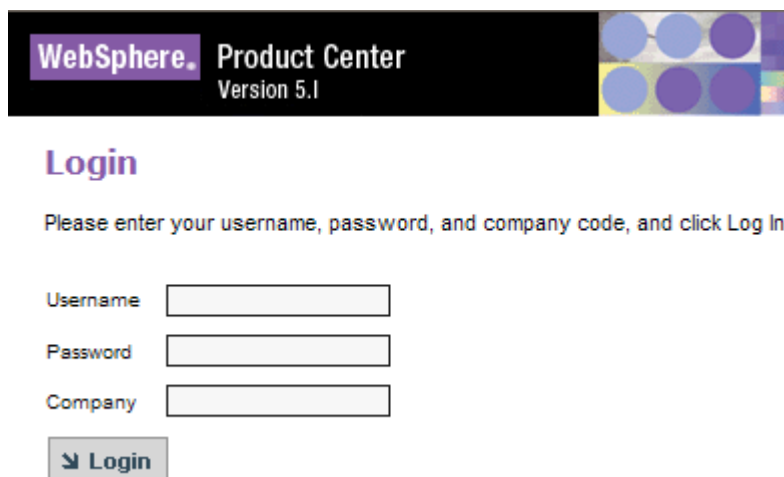 WebSphere. Product Center
Version 5.1
Login
Please enter your username, password, and company code, and click Log In
Username
Password
Company
Login